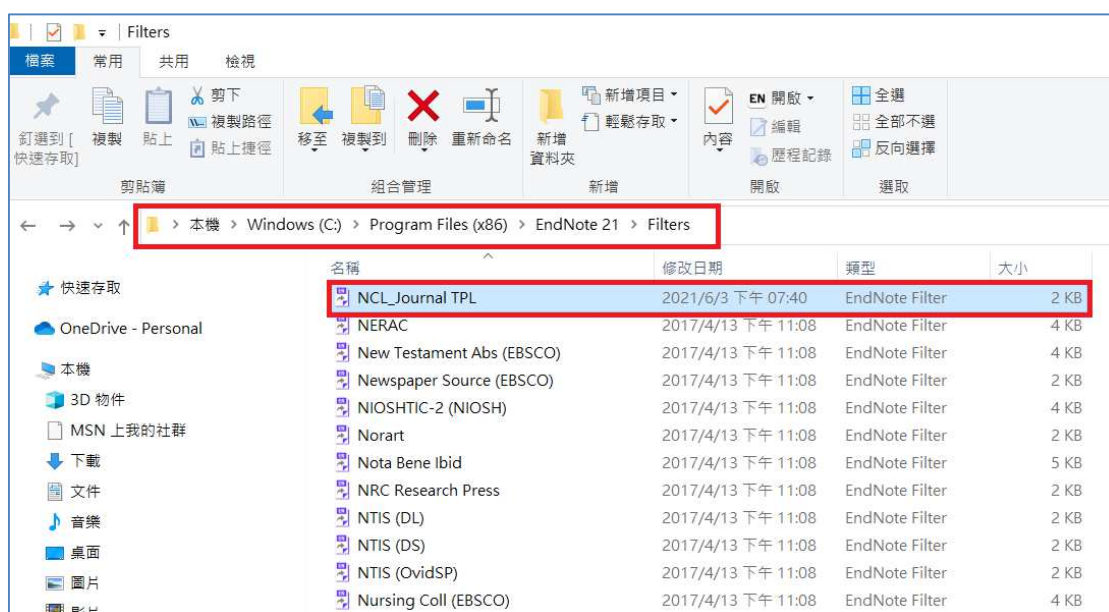 Filters
檔案 常用 共用 檢視
釘選到 [
快速存取]
複製
貼上
剪下
複製路徑
貼上捷徑
移至
複製到
刪除
重新命名
新增
資料夾
新增項目
輕鬆存取
內容
EN 開啟
編輯
歷程記錄
全選
全部不選
反向選擇
剪貼簿 組合管理 新增 開啟 選取
本機 > Windows (C:) > Program Files (x86) > EndNote 21 > Filters
快速存取
OneDrive - Personal
本機
3D 物件
MSN 上我的社群
下載
文件
音樂
桌面
圖片
名稱 修改日期 類型 大小
NCL_Journal TPL 2021/6/3 下午 07:40 EndNote Filter 2 KB
NERAC 2017/4/13 下午 11:08 EndNote Filter 4 KB
New Testament Abs (EBSCO) 2017/4/13 下午 11:08 EndNote Filter 4 KB
Newspaper Source (EBSCO) 2017/4/13 下午 11:08 EndNote Filter 2 KB
NIOSHTIC-2 (NIOSH) 2017/4/13 下午 11:08 EndNote Filter 4 KB
Norart 2017/4/13 下午 11:08 EndNote Filter 2 KB
Nota Bene Ibid 2017/4/13 下午 11:08 EndNote Filter 5 KB
NRC Research Press 2017/4/13 下午 11:08 EndNote Filter 2 KB
NTIS (DL) 2017/4/13 下午 11:08 EndNote Filter 2 KB
NTIS (DS) 2017/4/13 下午 11:08 EndNote Filter 2 KB
NTIS (OvidSP) 2017/4/13 下午 11:08 EndNote Filter 2 KB
Nursing Coll (EBSCO) 2017/4/13 下午 11:08 EndNote Filter 4 KB